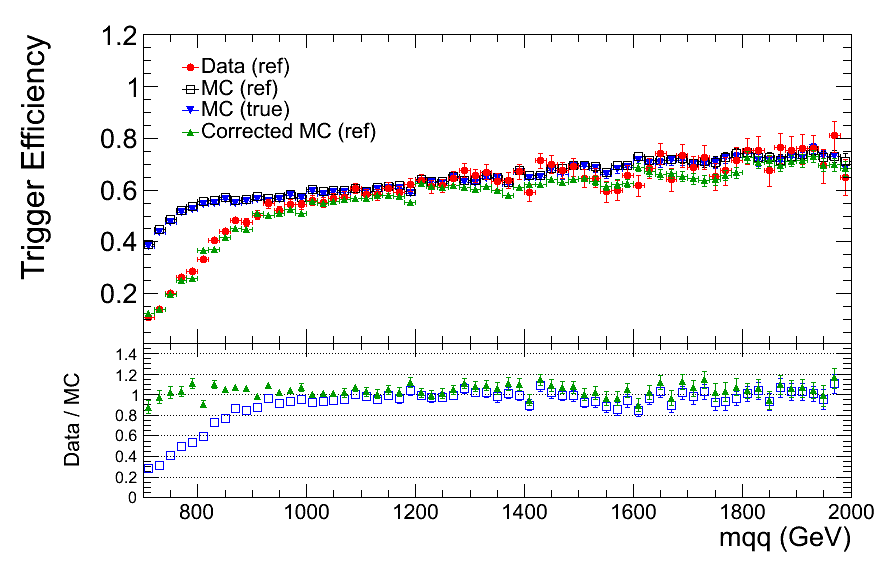 Trigger Efficiency
1.2
1
0.8
0.6
0.4
0.2
Data (ref)
MC (ref)
MC (true)
Corrected MC (ref)
Data / MC
1.4
1.2
1
0.8
0.6
0.4
0.2
0
800 1000 1200 1400 1600 1800 2000
mqq (GeV)